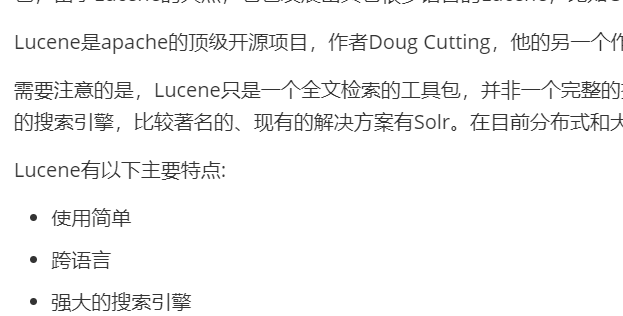 Lucene是apache的顶级开源项目，作者Doug Cutting，他的另一个
需要注意的是，Lucene只是一个全文检索的工具包，并非一个完整的
的搜索引擎，比较著名的、现有的解决方案有Solr。在目前分布式和
Lucene有以下主要特点:
使用简单
跨语言
强大的搜索引擎